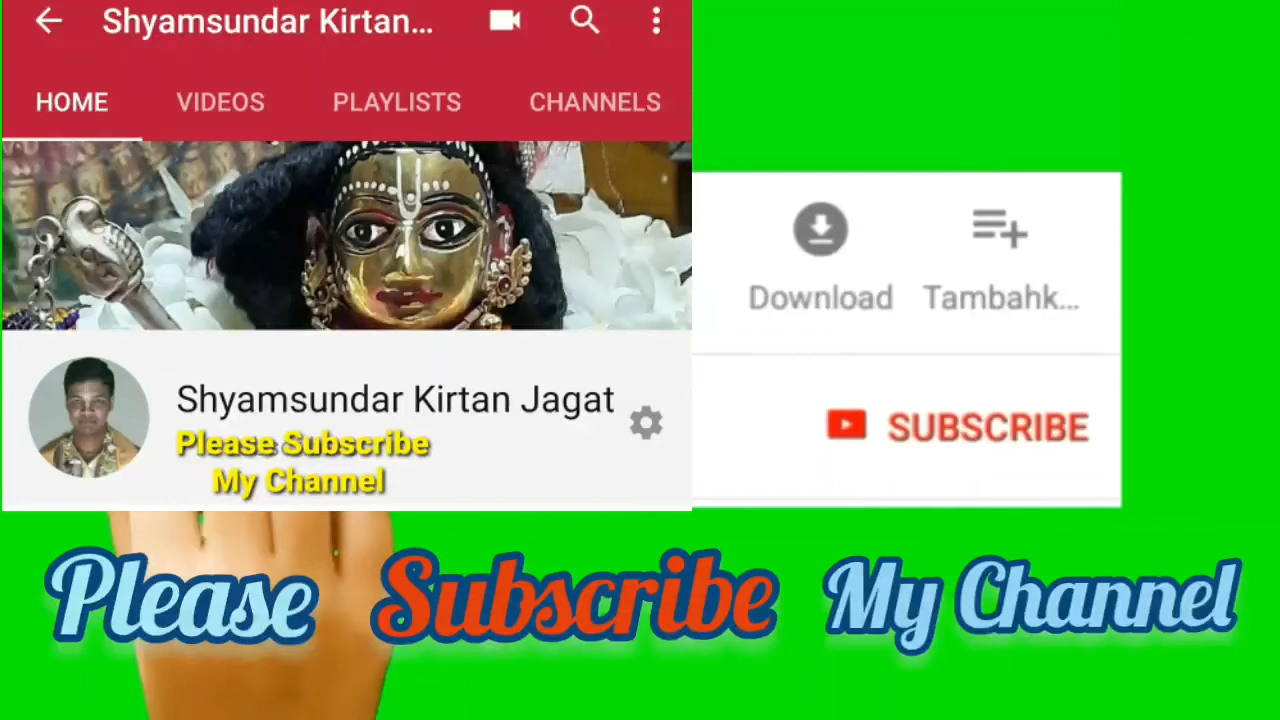 Shyamsundar Kirtan...
HOME VIDEOS PLAYLISTS CHANNELS
Download Tambahk...
Shyamsundar Kirtan Jagat
Please Subscribe
My Channel
SUBSCRIBE
Please Subscribe My Channel